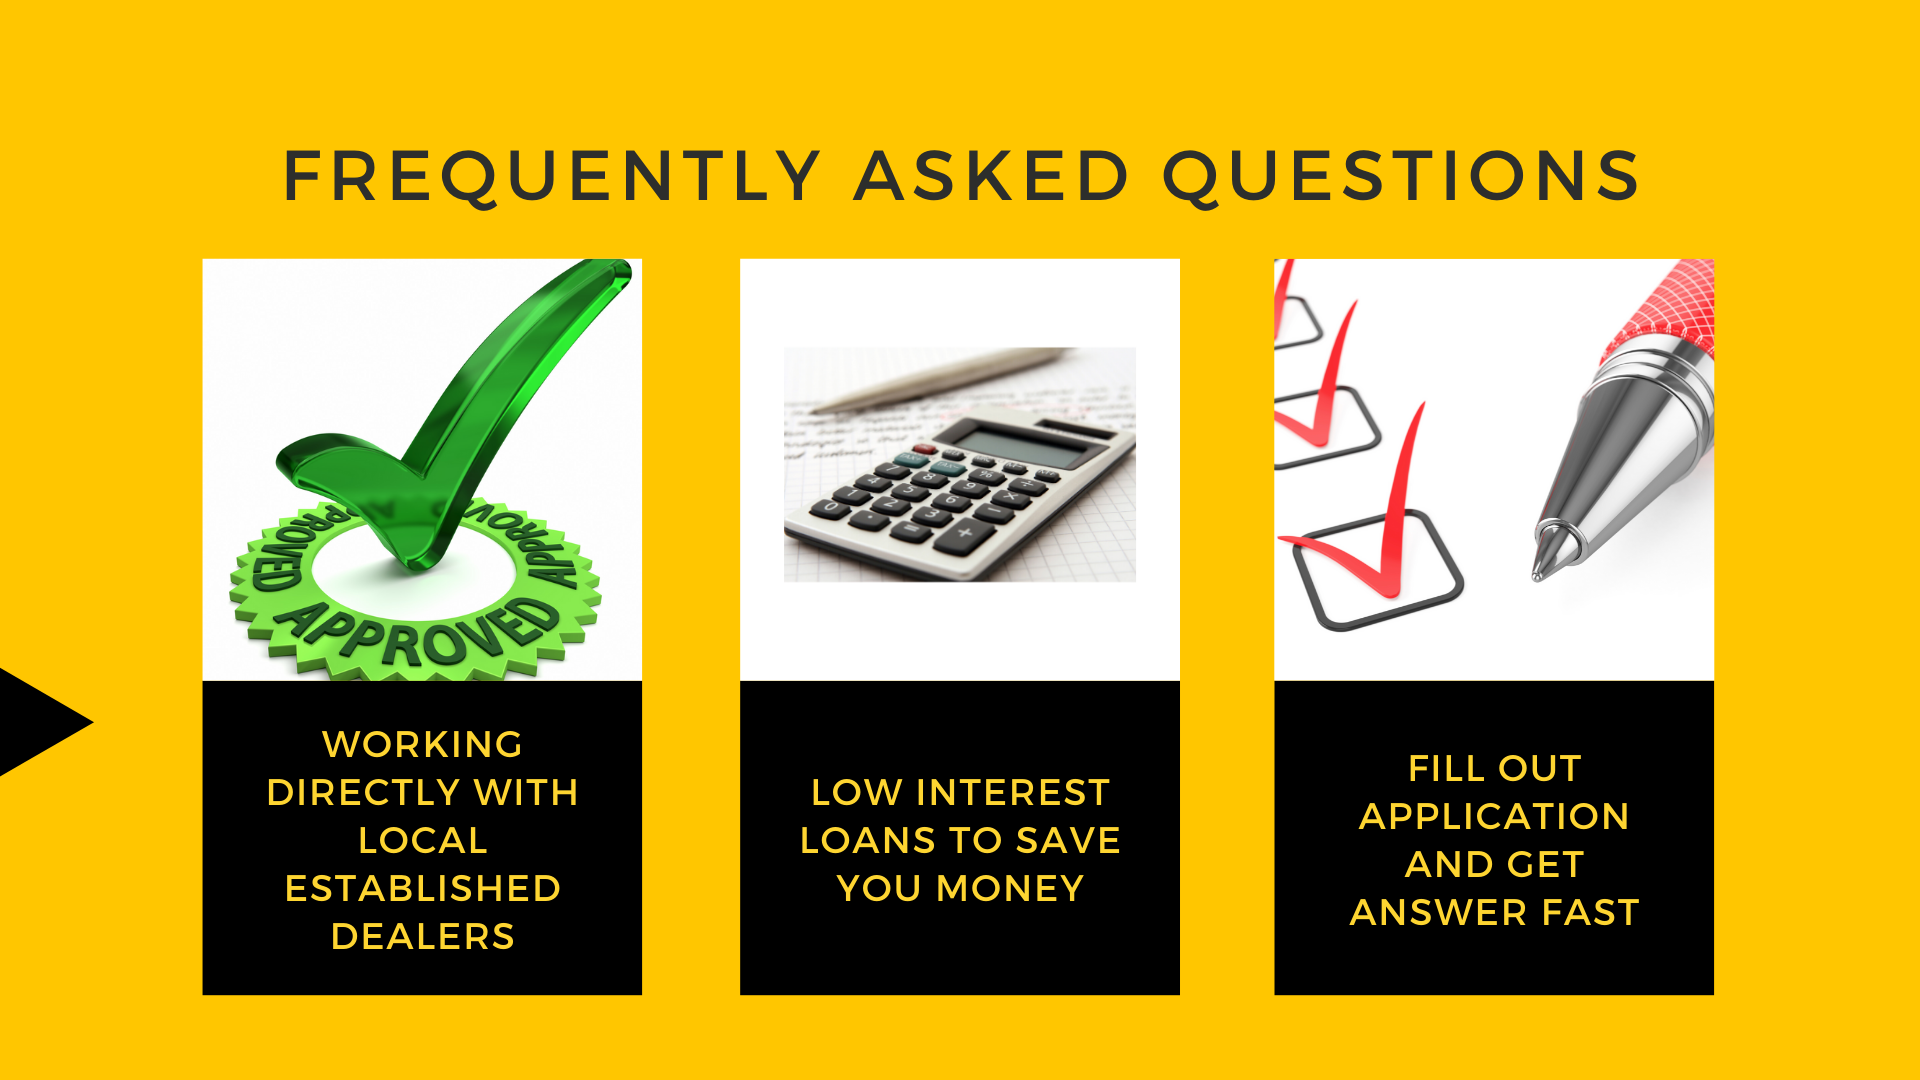 FREQUENTLY ASKED QUESTIONS
APPROVED
APPROVED
WORKING
DIRECTLY WITH
LOCAL
ESTABLISHED
DEALERS
LOW INTEREST
LOANS TO SAVE
YOU MONEY
FILL OUT
APPLICATION
AND GET
ANSWER FAST